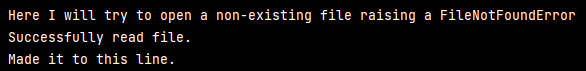 Here I will try to open a non-existing file raising a FileNotFoundError
Successfully read file.
Made it to this line.